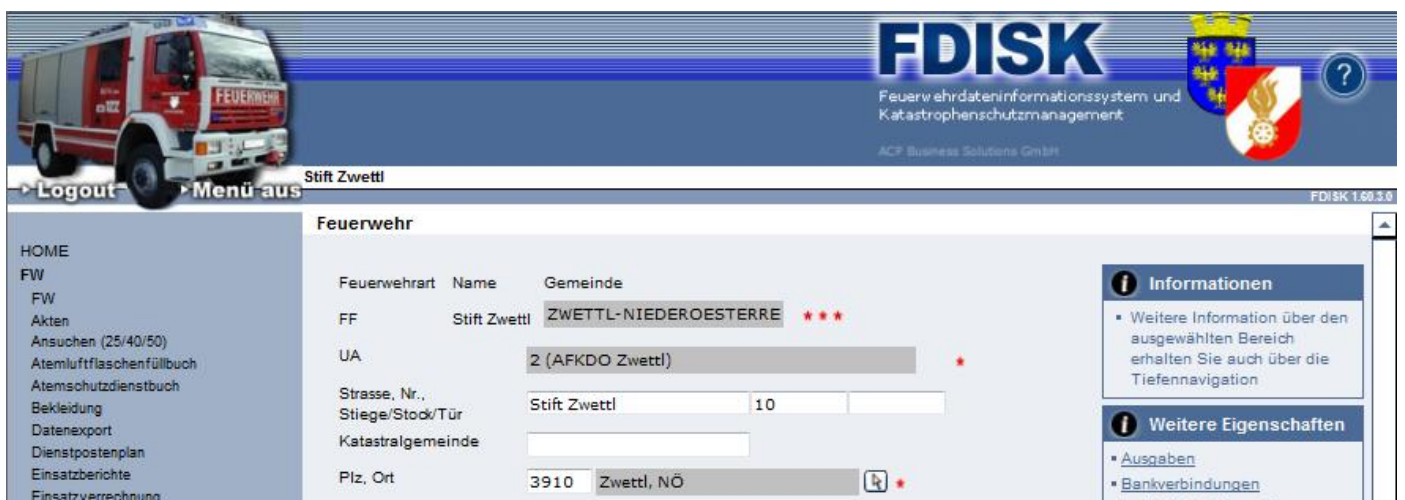 FDISK
Feuerwehrdateninformationssystem und
Katastrophenschutzmanagement
ACP Business Solutions GmbH
FEUERWEHR
122
Logout
Menü aus
Stift Zwettl
FDISK 1.60.3.0
HOME
FW
FW
Akten
Ansuchen (25/40/50)
Atemluftflaschenfüllbuch
Atemschutzdienstbuch
Bekleidung
Datenexport
Dienstpostenplan
Einsatzberichte
Einsatzverrechnung
Feuerwehr
Feuerwehrart Name Gemeinde
FF Stift Zwettl ZWETTL-NIEDEROESTERRE ***
UA 2 (AFKDO Zwettl) *
Strasse, Nr.,
Stiege/Stock/Tür Stift Zwettl 10
Katastralgemeinde
Plz, Ort 3910 Zwettl, NÖ *
Informationen
Weitere Information über den
ausgewählten Bereich
erhalten Sie auch über die
Tiefennavigation
Weitere Eigenschaften
Ausgaben
Bankverbindungen